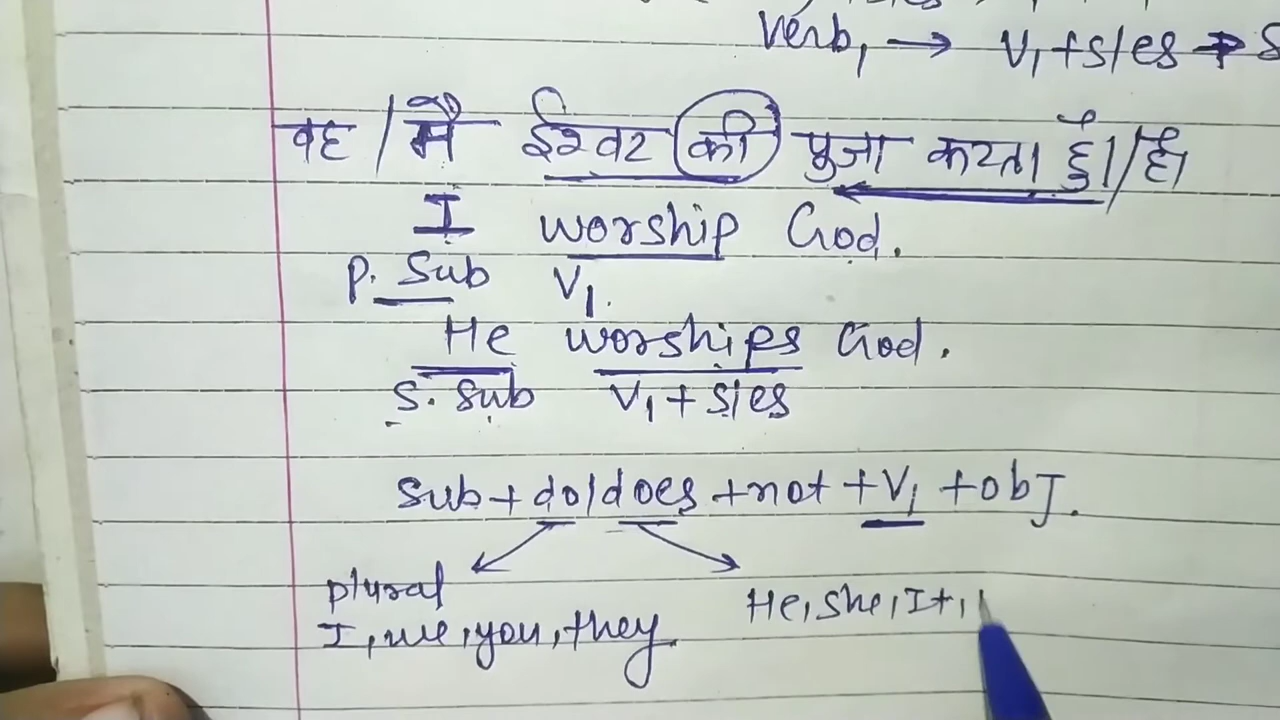 Verb, → V1+s/es →
वह / मै ईश्वर की पूजा करता हूँ।/है।
I worship God.
P. Sub V1.
He worships God.
S. Sub V1+s/es
Sub+do/does+not+V1+obj.
plural
I, we, you, they
He, She, It,